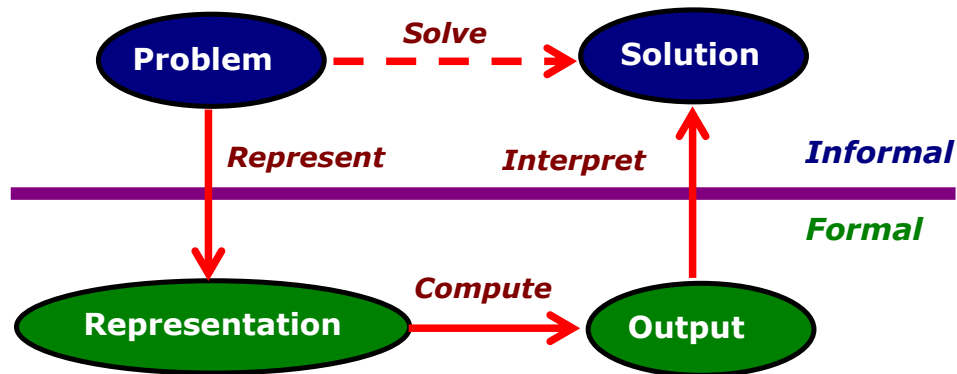 Problem
Solve
Solution
Represent
Interpret
Informal
Formal
Representation
Compute
Output